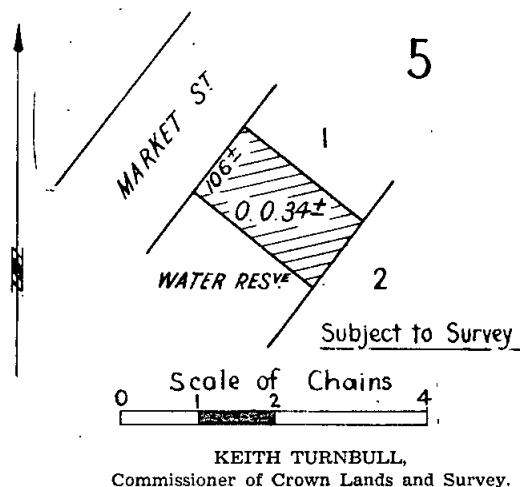 5
MARKET ST.
1
106±
0.0.34±
WATER RESVE
2
Subject to Survey
Scale of Chains
0 1 2 4
KEITH TURNBULL,
Commissioner of Crown Lands and Survey.